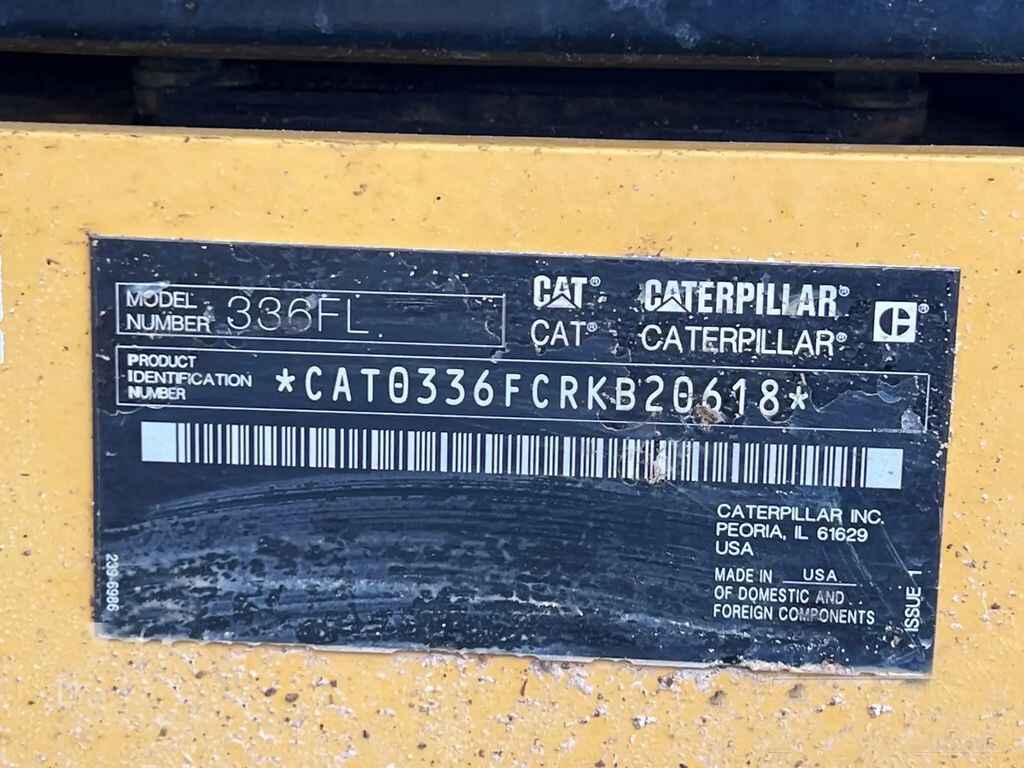 MODEL
NUMBER 336FL
CAT® CATERPILLAR®
CAT® CATERPILLAR®
PRODUCT
IDENTIFICATION
NUMBER
*CAT0336FCRKB20618*
CATERPILLAR INC.
PEORIA, IL 61629
USA
MADE IN USA
OF DOMESTIC AND
FOREIGN COMPONENTS
239-6986
ISSUE 1